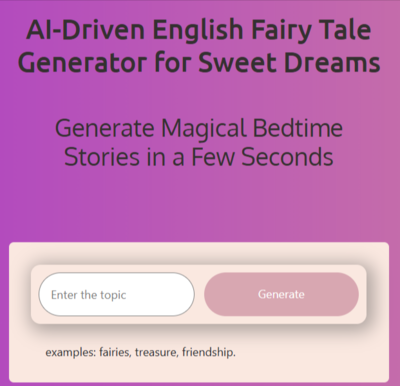 AI-Driven English Fairy Tale
Generator for Sweet Dreams
Generate Magical Bedtime
Stories in a Few Seconds
Enter the topic
Generate
examples: fairies, treasure, friendship.